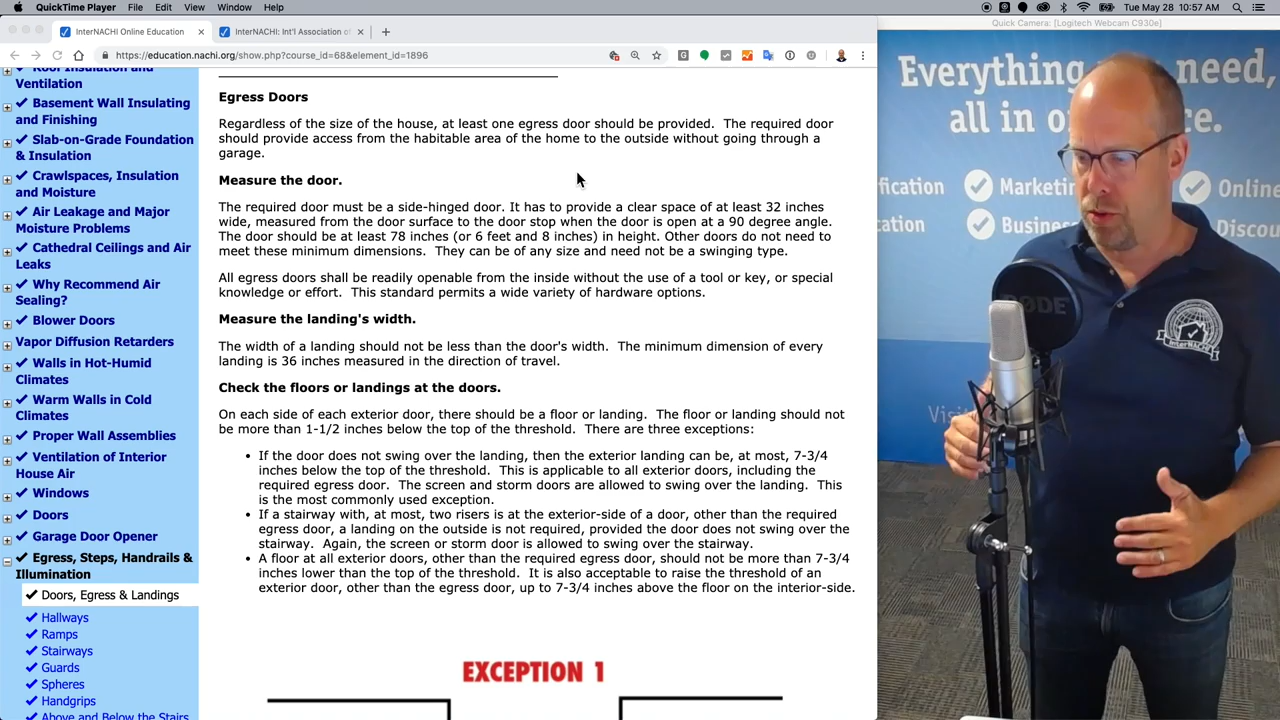 QuickTime Player File Edit View Window Help
Tue May 28 10:57 AM
Quick Camera: [Logitech Webcam C930e]
InterNACHI Online Education
InterNACHI: Int'l Association o
https://education.nachi.org/show.php?course_id=68&element_id=1896
Roof Insulation and
Ventilation
Basement Wall Insulating
and Finishing
Slab-on-Grade Foundation
& Insulation
Crawlspaces, Insulation
and Moisture
Air Leakage and Major
Moisture Problems
Cathedral Ceilings and Air
Leaks
Why Recommend Air
Sealing?
Blower Doors
Vapor Diffusion Retarders
Walls in Hot-Humid
Climates
Warm Walls in Cold
Climates
Proper Wall Assemblies
Ventilation of Interior
House Air
Windows
Doors
Garage Door Opener
Egress, Steps, Handrails &
Illumination
Doors, Egress & Landings
Hallways
Ramps
Stairways
Guards
Spheres
Handgrips
Above and Below the Stairs
Egress Doors
Regardless of the size of the house, at least one egress door should be provided. The required door
should provide access from the habitable area of the home to the outside without going through a
garage.
Measure the door.
The required door must be a side-hinged door. It has to provide a clear space of at least 32 inches
wide, measured from the door surface to the door stop when the door is open at a 90 degree angle.
The door should be at least 78 inches (or 6 feet and 8 inches) in height. Other doors do not need to
meet these minimum dimensions. They can be of any size and need not be a swinging type.
All egress doors shall be readily openable from the inside without the use of a tool or key, or special
knowledge or effort. This standard permits a wide variety of hardware options.
Measure the landing's width.
The width of a landing should not be less than the door's width. The minimum dimension of every
landing is 36 inches measured in the direction of travel.
Check the floors or landings at the doors.
On each side of each exterior door, there should be a floor or landing. The floor or landing should not
be more than 1-1/2 inches below the top of the threshold. There are three exceptions:
• If the door does not swing over the landing, then the exterior landing can be, at most, 7-3/4
inches below the top of the threshold. This is applicable to all exterior doors, including the
required egress door. The screen and storm doors are allowed to swing over the landing. This
is the most commonly used exception.
• If a stairway with, at most, two risers is at the exterior-side of a door, other than the required
egress door, a landing on the outside is not required, provided the door does not swing over the
stairway. Again, the screen or storm door is allowed to swing over the stairway.
• A floor at all exterior doors, other than the required egress door, should not be more than 7-3/4
inches lower than the top of the threshold. It is also acceptable to raise the threshold of an
exterior door, other than the egress door, up to 7-3/4 inches above the floor on the interior-side.
EXCEPTION 1
Everything need,
all in
Online
RØDE
InterNACHI